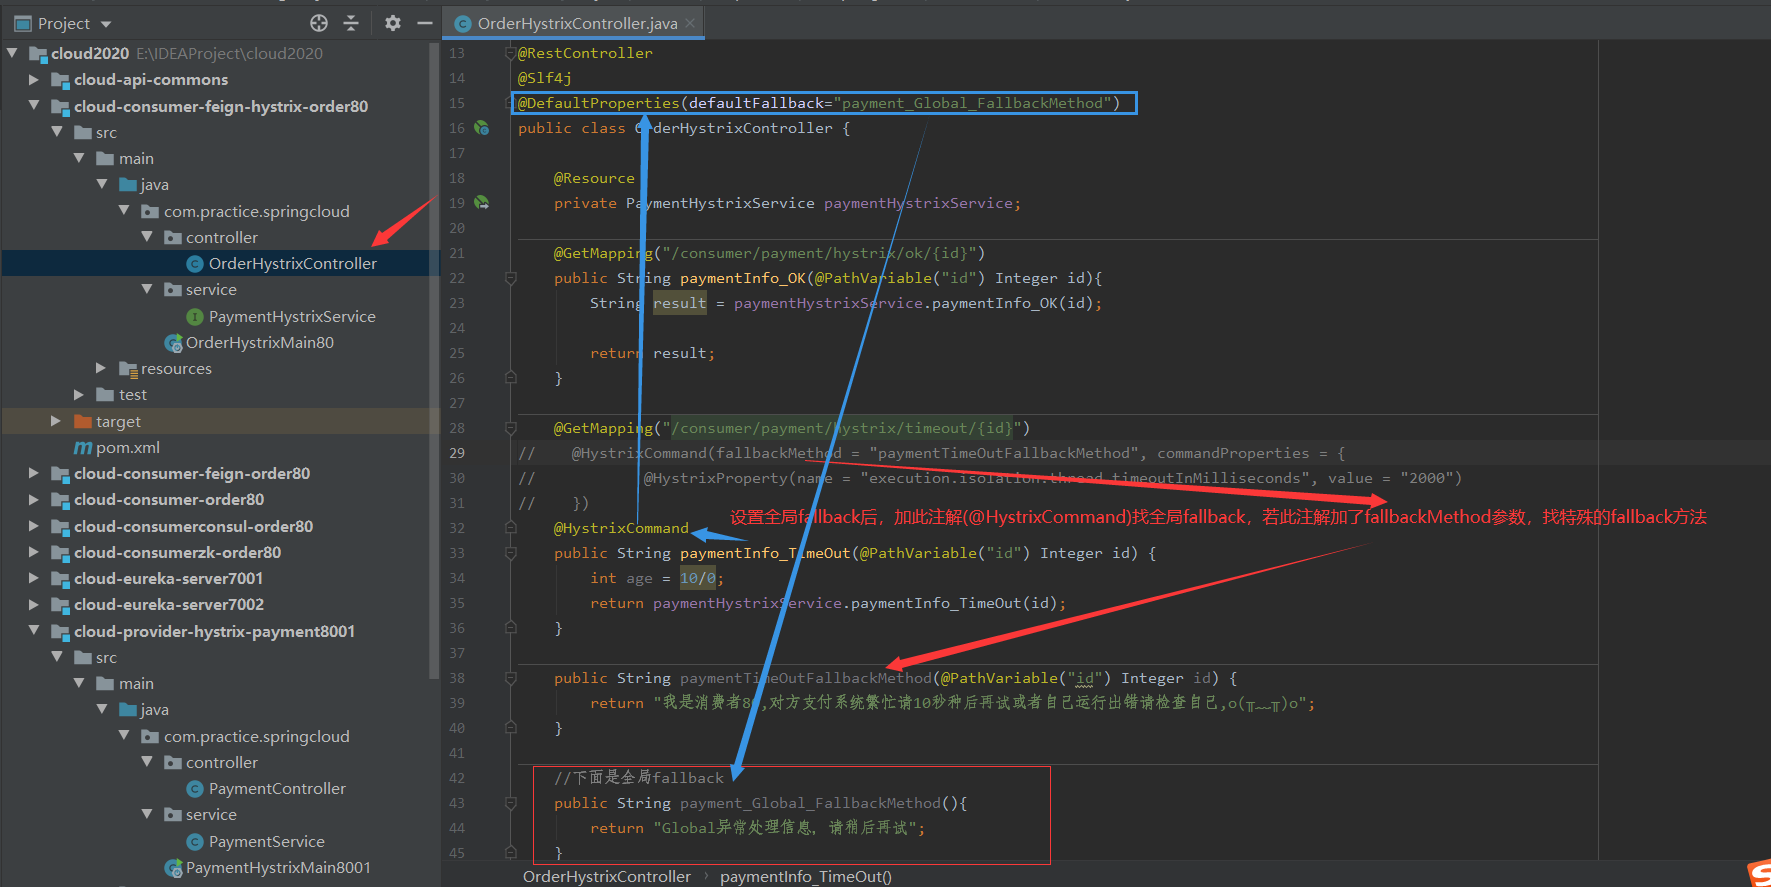 Project
OrderHystrixController.java
cloud2020 E:\IDEAProject\cloud2020
cloud-api-commons
cloud-consumer-feign-hystrix-order80
src
main
java
com.practice.springcloud
controller
OrderHystrixController
service
PaymentHystrixService
OrderHystrixMain80
resources
test
target
pom.xml
cloud-consumer-feign-order80
cloud-consumer-order80
cloud-consumerconsul-order80
cloud-consumerzk-order80
cloud-eureka-server7001
cloud-eureka-server7002
cloud-provider-hystrix-payment8001
src
main
java
com.practice.springcloud
controller
PaymentController
service
PaymentService
PaymentHystrixMain8001
13 @RestController
14 @Slf4j
15 @DefaultProperties(defaultFallback="payment_Global_FallbackMethod")
16 public class OrderHystrixController {
17
18 @Resource
19 private PaymentHystrixService paymentHystrixService;
20
21 @GetMapping("/consumer/payment/hystrix/ok/{id}")
22 public String paymentInfo_OK(@PathVariable("id") Integer id){
23 String result = paymentHystrixService.paymentInfo_OK(id);
24
25 return result;
26 }
27
28 @GetMapping("/consumer/payment/hystrix/timeout/{id}")
29 // @HystrixCommand(fallbackMethod = "paymentTimeOutFallbackMethod", commandProperties = {
30 // @HystrixProperty(name = "execution.isolation.thread.timeoutInMilliseconds", value = "2000")
31 // })
设置全局fallback后，加此注解(@HystrixCommand)找全局fallback，若此注解加了fallbackMethod参数，找特殊的fallback方法
32 @HystrixCommand
33 public String paymentInfo_TimeOut(@PathVariable("id") Integer id) {
34 int age = 10/0;
35 return paymentHystrixService.paymentInfo_TimeOut(id);
36 }
37
38 public String paymentTimeOutFallbackMethod(@PathVariable("id") Integer id) {
39 return "我是消费者80,对方支付系统繁忙请10秒种后再试或者自己运行出错请检查自己,o(╥﹏╥)o";
40 }
41
42 //下面是全局fallback
43 public String payment_Global_FallbackMethod(){
44 return "Global异常处理信息，请稍后再试";
45 }
OrderHystrixController › paymentInfo_TimeOut()